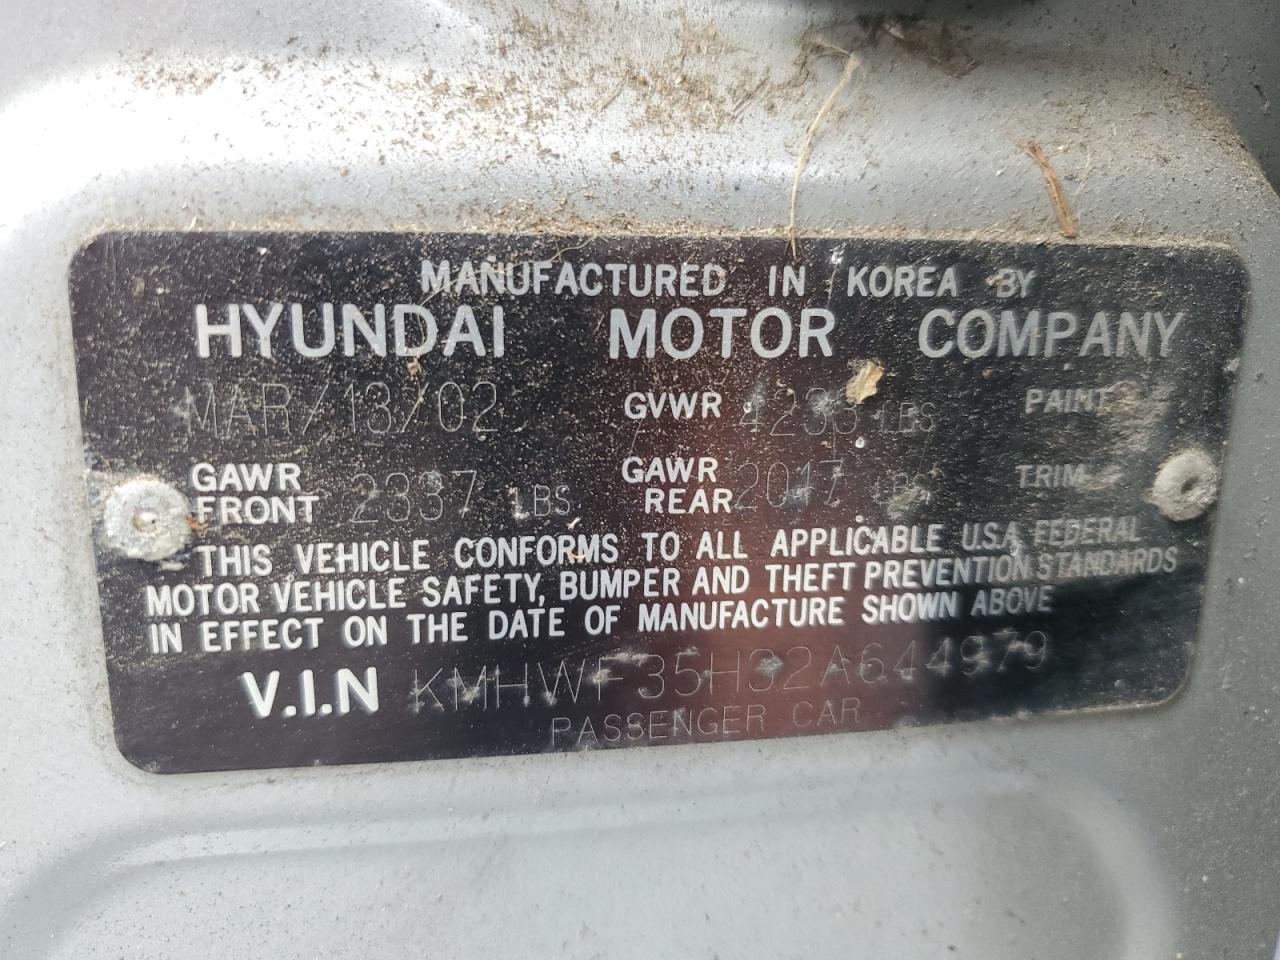 MANUFACTURED IN KOREA BY
HYUNDAI MOTOR COMPANY
MAR/13/02 GVWR LBS PAINT
GAWR FRONT 2337 LBS GAWR REAR 2017 LBS TRIM
THIS VEHICLE CONFORMS TO ALL APPLICABLE U.S.A. FEDERAL
MOTOR VEHICLE SAFETY, BUMPER AND THEFT PREVENTION STANDARDS
IN EFFECT ON THE DATE OF MANUFACTURE SHOWN ABOVE
V.I.N KMHWF35H32A644979
PASSENGER CAR